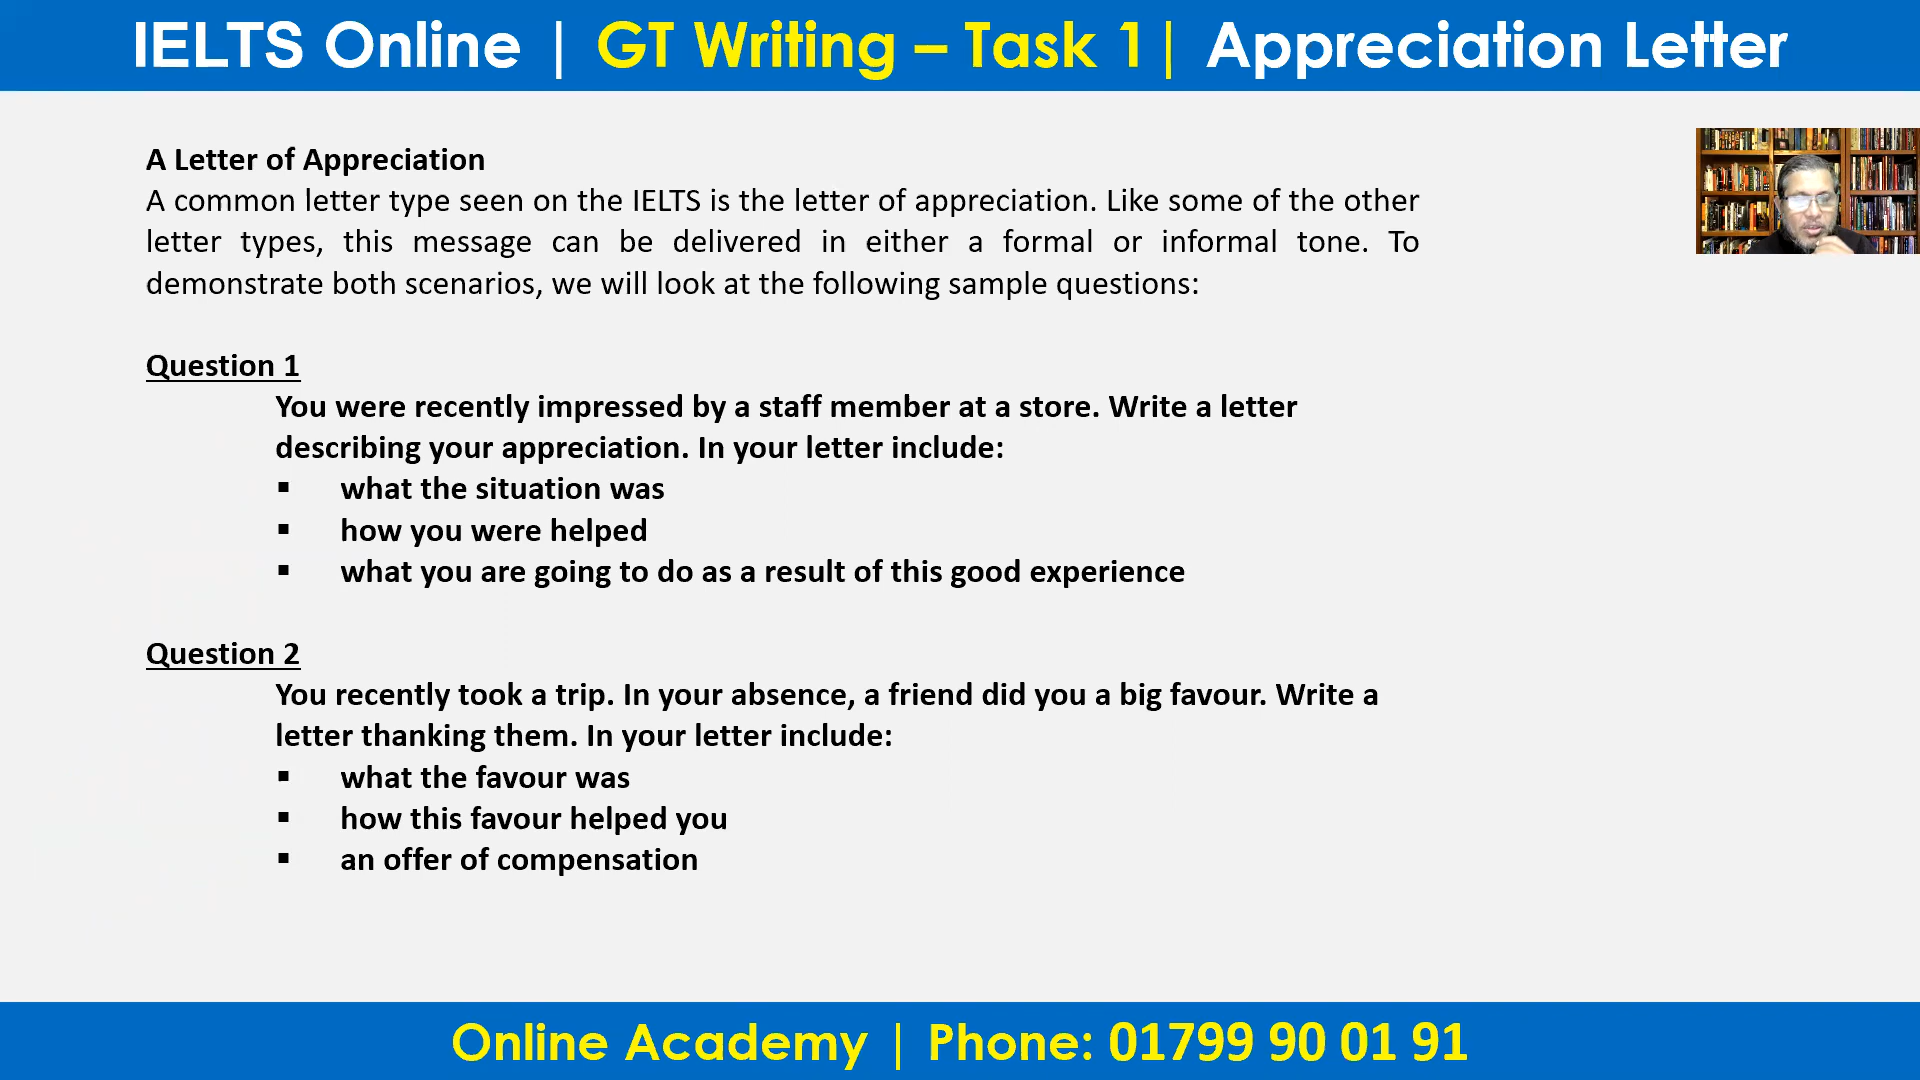 IELTS Online | GT Writing – Task 1| Appreciation Letter
A Letter of Appreciation
A common letter type seen on the IELTS is the letter of appreciation. Like some of the other
letter types, this message can be delivered in either a formal or informal tone. To
demonstrate both scenarios, we will look at the following sample questions:
Question 1
You were recently impressed by a staff member at a store. Write a letter
describing your appreciation. In your letter include:
▪ what the situation was
▪ how you were helped
▪ what you are going to do as a result of this good experience
Question 2
You recently took a trip. In your absence, a friend did you a big favour. Write a
letter thanking them. In your letter include:
▪ what the favour was
▪ how this favour helped you
▪ an offer of compensation
Online Academy | Phone: 01799 90 01 91